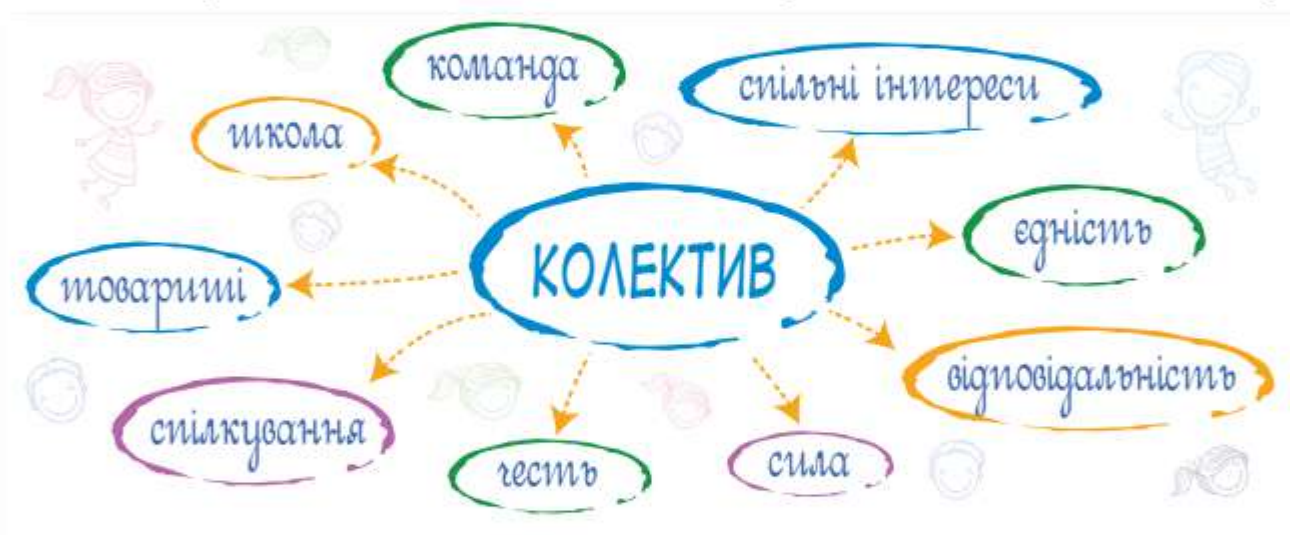 команда
спільні інтереси
школа
єдність
КОЛЕКТИВ
товариші
відповідальність
спілкування
честь
сила